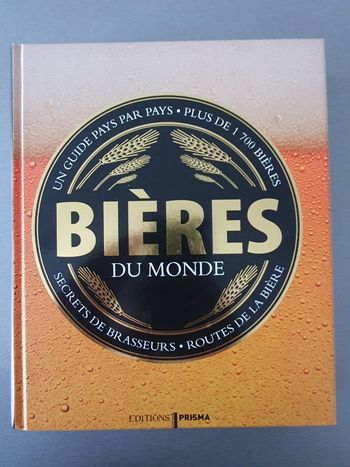 UN GUIDE PAYS PAR PAYS • PLUS DE 1 700 BIÈRES
BIÈRES
DU MONDE
SECRETS DE BRASSEURS • ROUTES DE LA BIÈRE
EDITIONS PRISMA